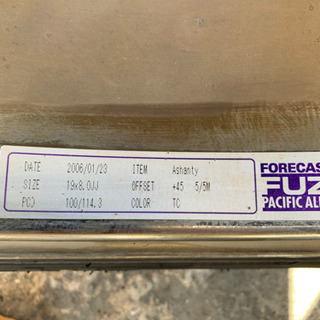 DATE 2006/01/23 ITEM Ashanty
SIZE 19x8.0JJ OFFSET +45 5/5M
PCD 100/114.3 COLOR TC
FORECAS
FUZ
PACIFIC AL